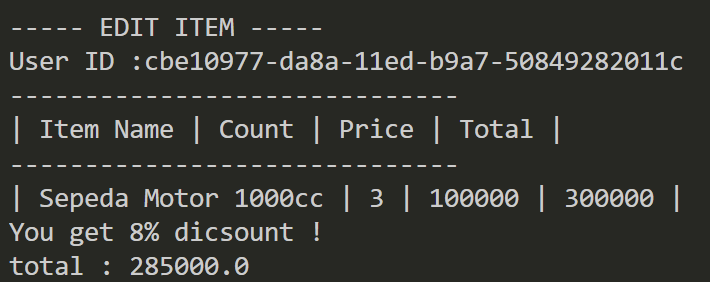 ----- EDIT ITEM -----
User ID :cbe10977-da8a-11ed-b9a7-50849282011c
------------------------------
| Item Name | Count | Price | Total |
------------------------------
| Sepeda Motor 1000cc | 3 | 100000 | 300000 |
You get 8% dicsount !
total : 285000.0